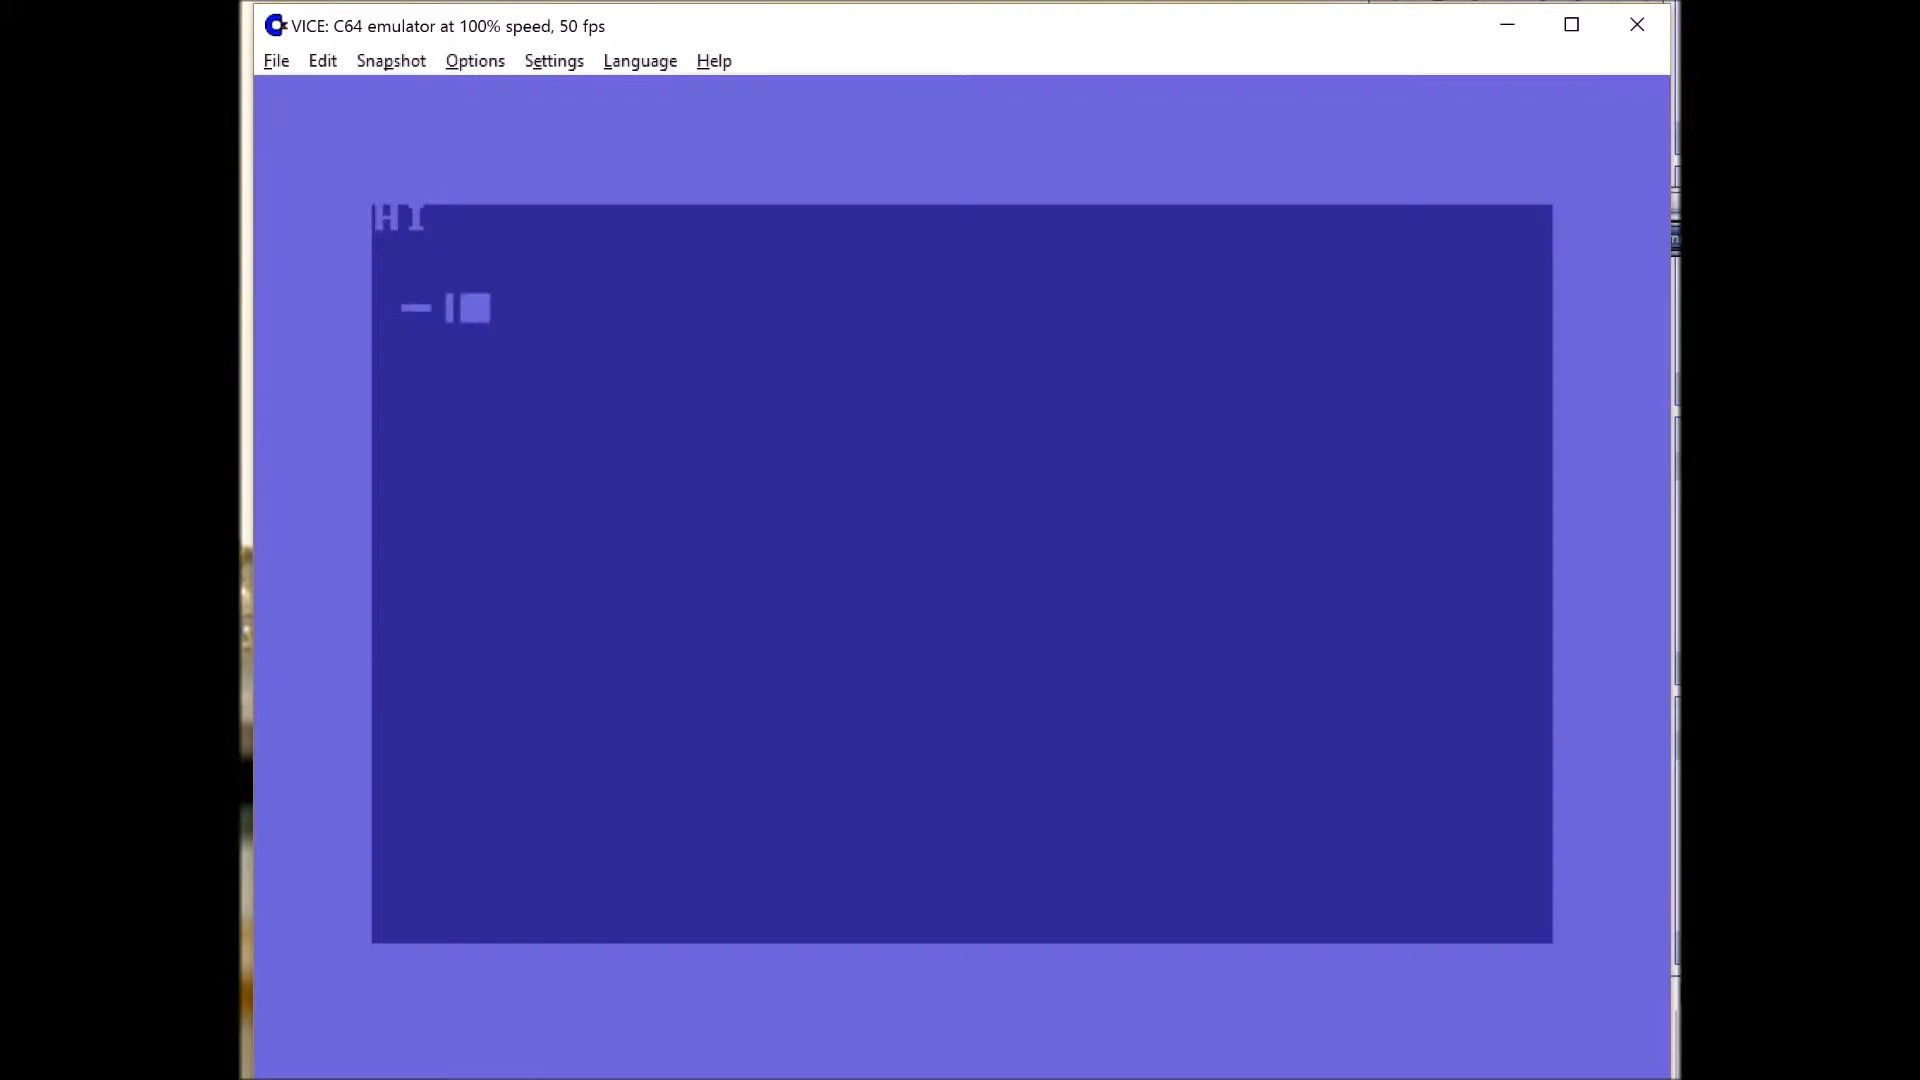 VICE: C64 emulator at 100% speed, 50 fps
File Edit Snapshot Options Settings Language Help
HI